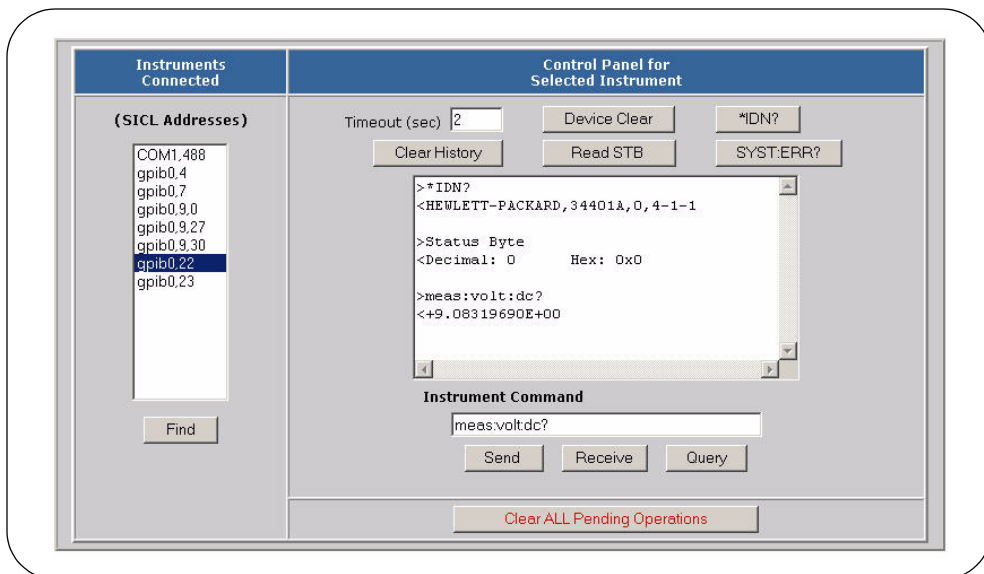 Instruments
Connected
(SICL Addresses)
COM1,488
gpib0,4
gpib0,7
gpib0,9,0
gpib0,9,27
gpib0,9,30
gpib0,22
gpib0,23
Find
Control Panel for
Selected Instrument
Timeout (sec) 2 Device Clear *IDN?
Clear History Read STB SYST:ERR?
>*IDN?
<HEWLETT-PACKARD,34401A,0,4-1-1
>Status Byte
<Decimal: 0 Hex: 0x0
>meas:volt:dc?
<+9.08319690E+00
Instrument Command
meas:volt:dc?
Send Receive Query
Clear ALL Pending Operations